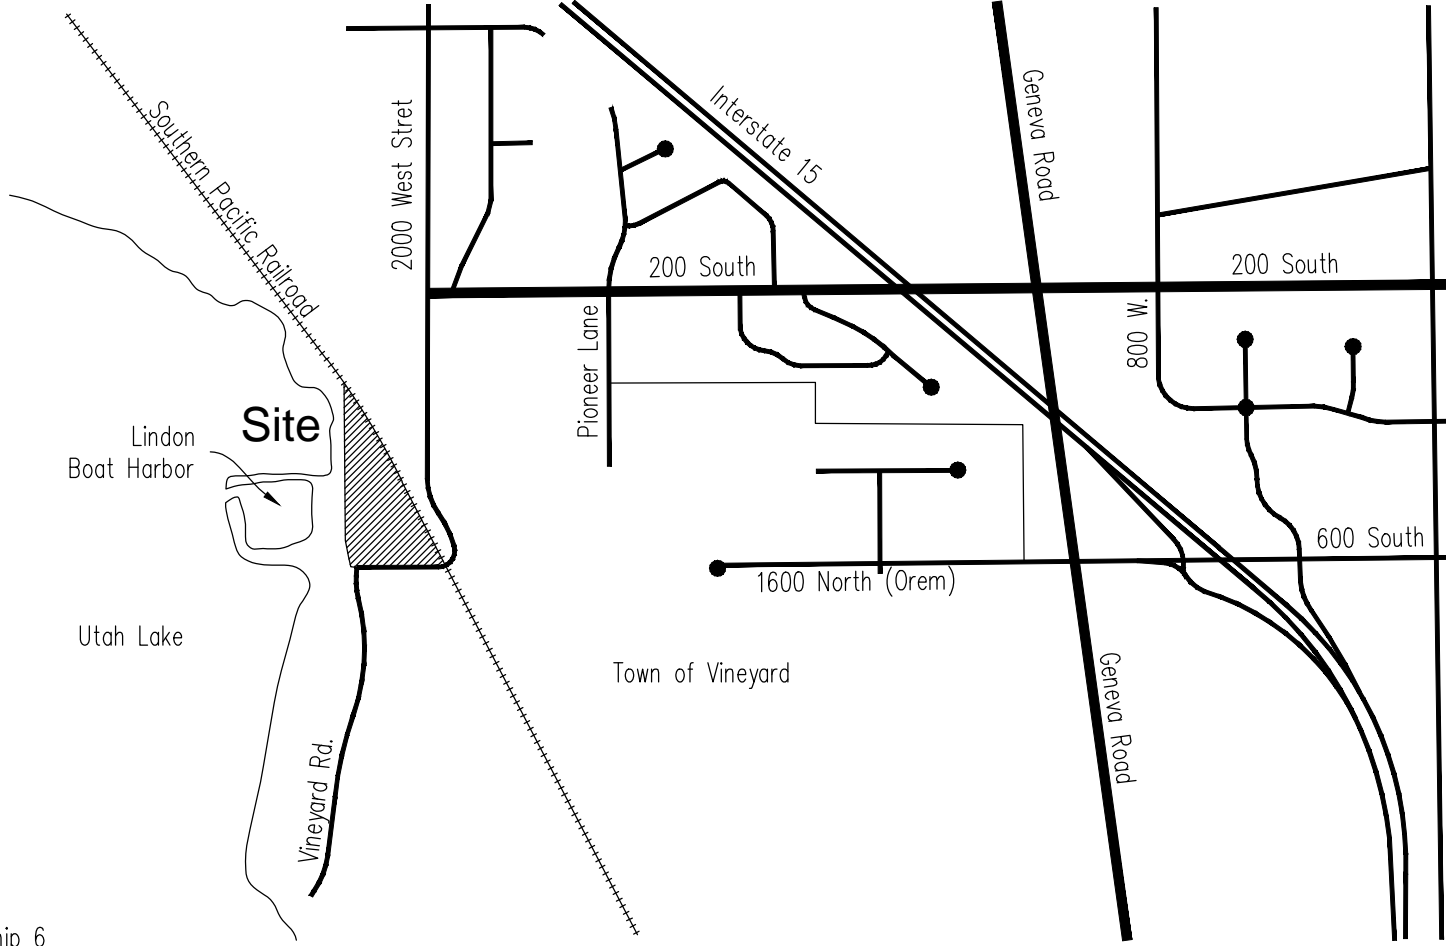 Southern Pacific Railroad
2000 West Stret
Interstate 15
Geneva Road
200 South
200 South
Pioneer Lane
800 W.
Site
Lindon
Boat Harbor
600 South
1600 North (Orem)
Utah Lake
Town of Vineyard
Geneva Road
Vineyard Rd.
6